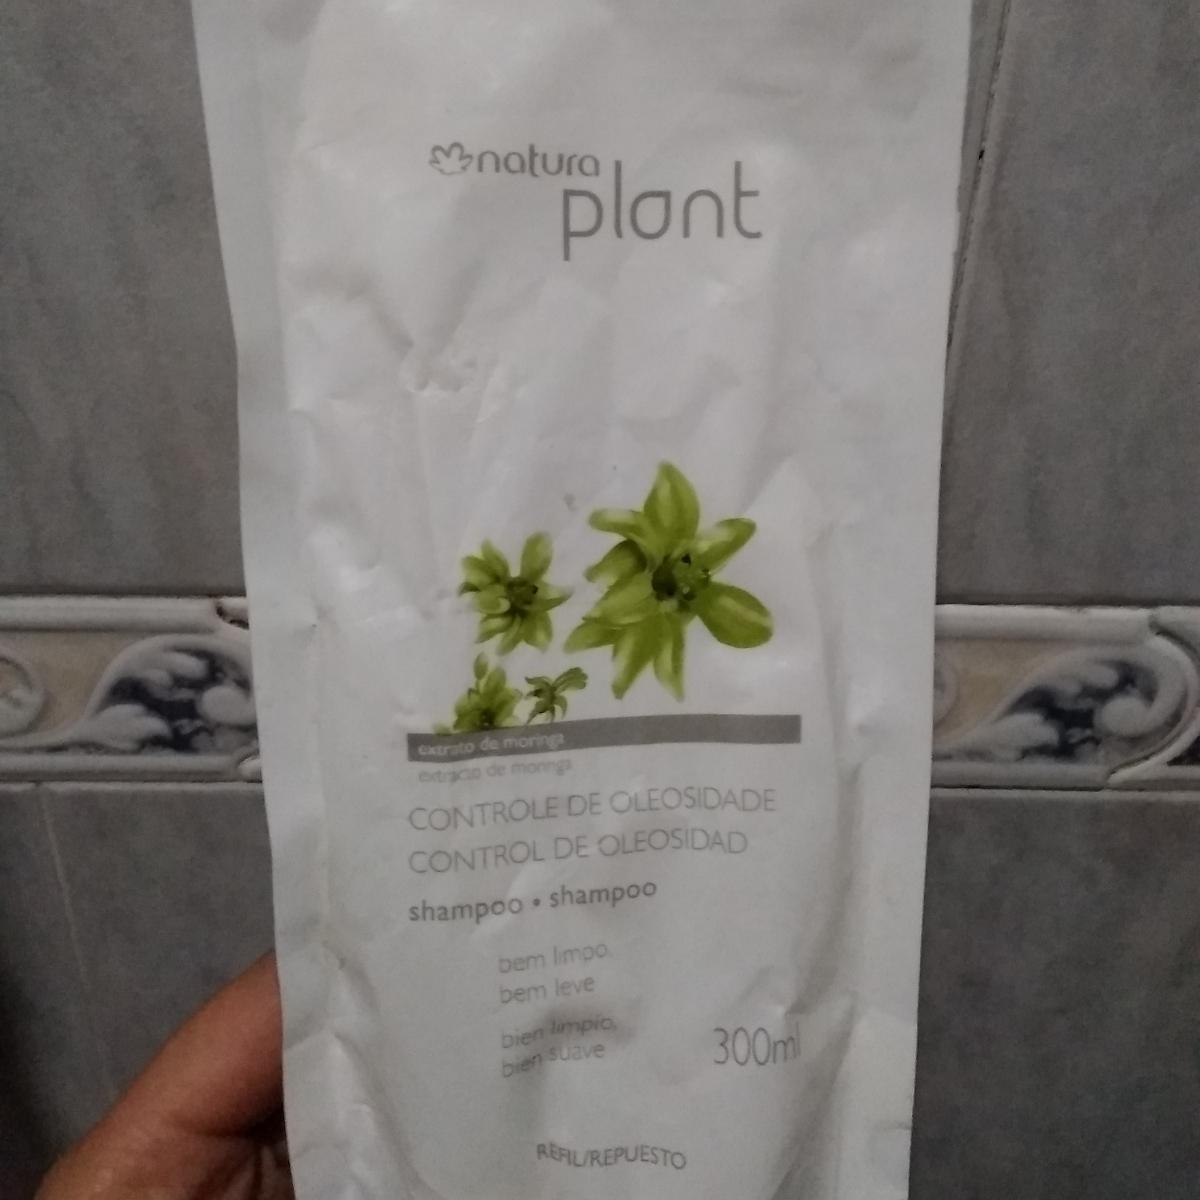 natura
plant
extrato de moringa
extracto de moringa
CONTROLE DE OLEOSIDADE
CONTROL DE OLEOSIDAD
shampoo • shampoo
bem limpo,
bem leve
bien limpio,
bien suave
300ml
REFIL/REPUESTO